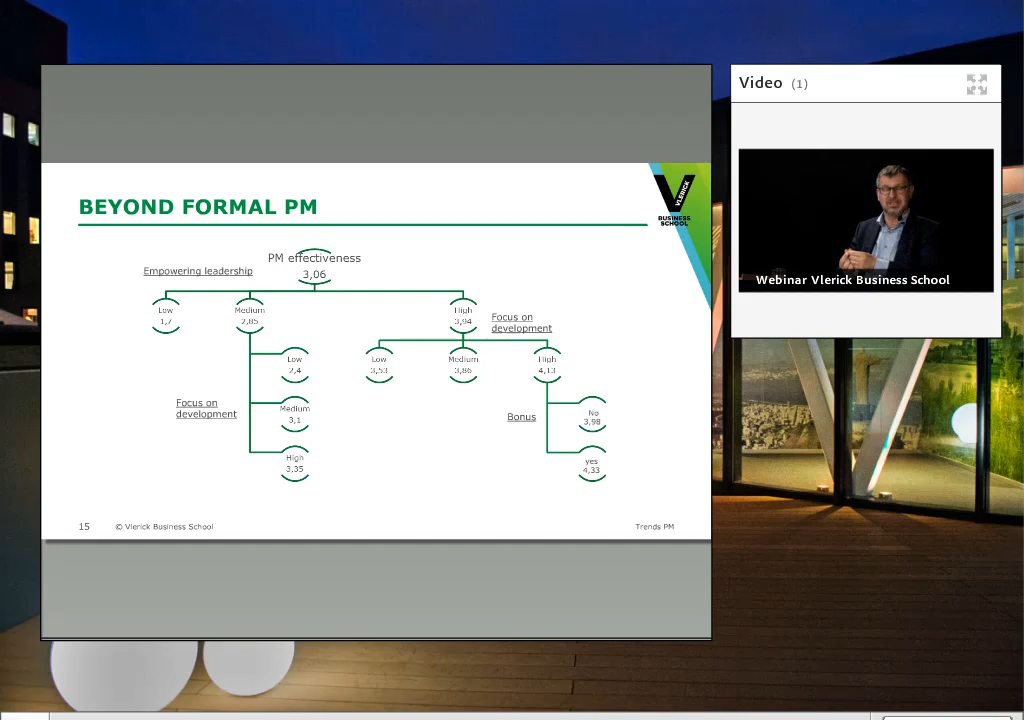 Video (1)
VLERICK
BUSINESS
SCHOOL
BEYOND FORMAL PM
PM effectiveness
3,06
Empowering leadership
Low
1,7
Medium
2,85
High
3,94
Focus on
development
Low
2,4
Medium
3,1
High
3,35
Focus on
development
Low
3,53
Medium
3,86
High
4,13
Bonus
No
3,98
yes
4,33
15
© Vlerick Business School
Trends PM
Webinar Vlerick Business School